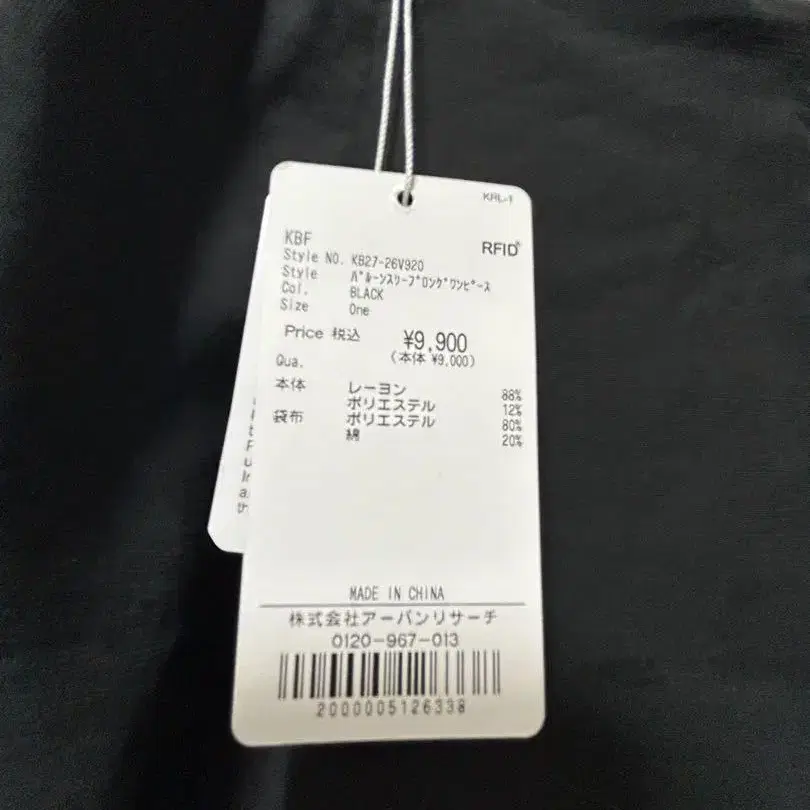 KRL-1
RFID
KBF
Style NO. KB27-26V920
Style ﾊﾞﾙｰﾝｽﾘｰﾌﾞﾛﾝｸﾞﾜﾝﾋﾟｰｽ
Col. BLACK
Size One
Price 税込 ¥9,900
(本体 ¥9,000)
Qua.
本体 レーヨン 88%
ポリエステル 12%
袋布 ポリエステル 80%
綿 20%
MADE IN CHINA
株式会社アーバンリサーチ
0120-967-013
2000005126338